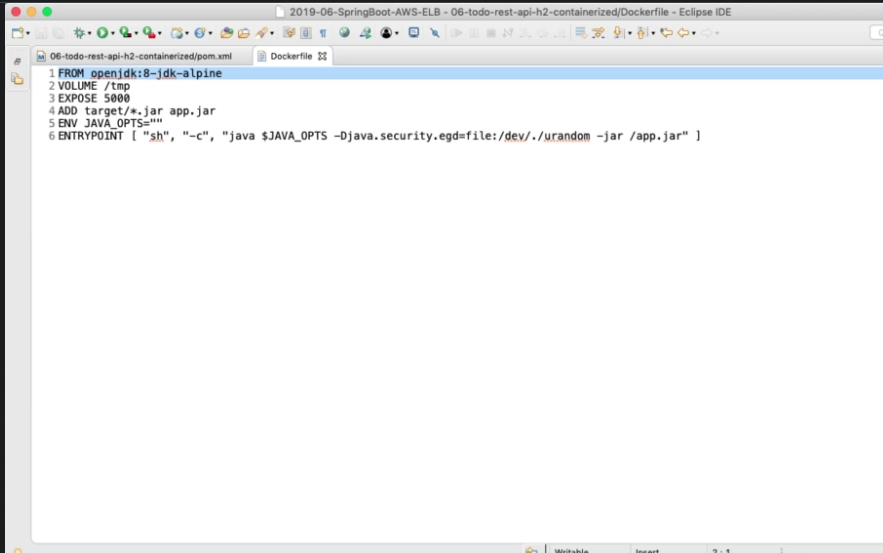 2019-06-SpringBoot-AWS-ELB - 06-todo-rest-api-h2-containerized/Dockerfile - Eclipse IDE
06-todo-rest-api-h2-containerized/pom.xml
Dockerfile
1 FROM openjdk:8-jdk-alpine
2 VOLUME /tmp
3 EXPOSE 5000
4 ADD target/*.jar app.jar
5 ENV JAVA_OPTS=""
6 ENTRYPOINT [ "sh", "-c", "java $JAVA_OPTS -Djava.security.egd=file:/dev/./urandom -jar /app.jar" ]
Writable Insert 2 : 1